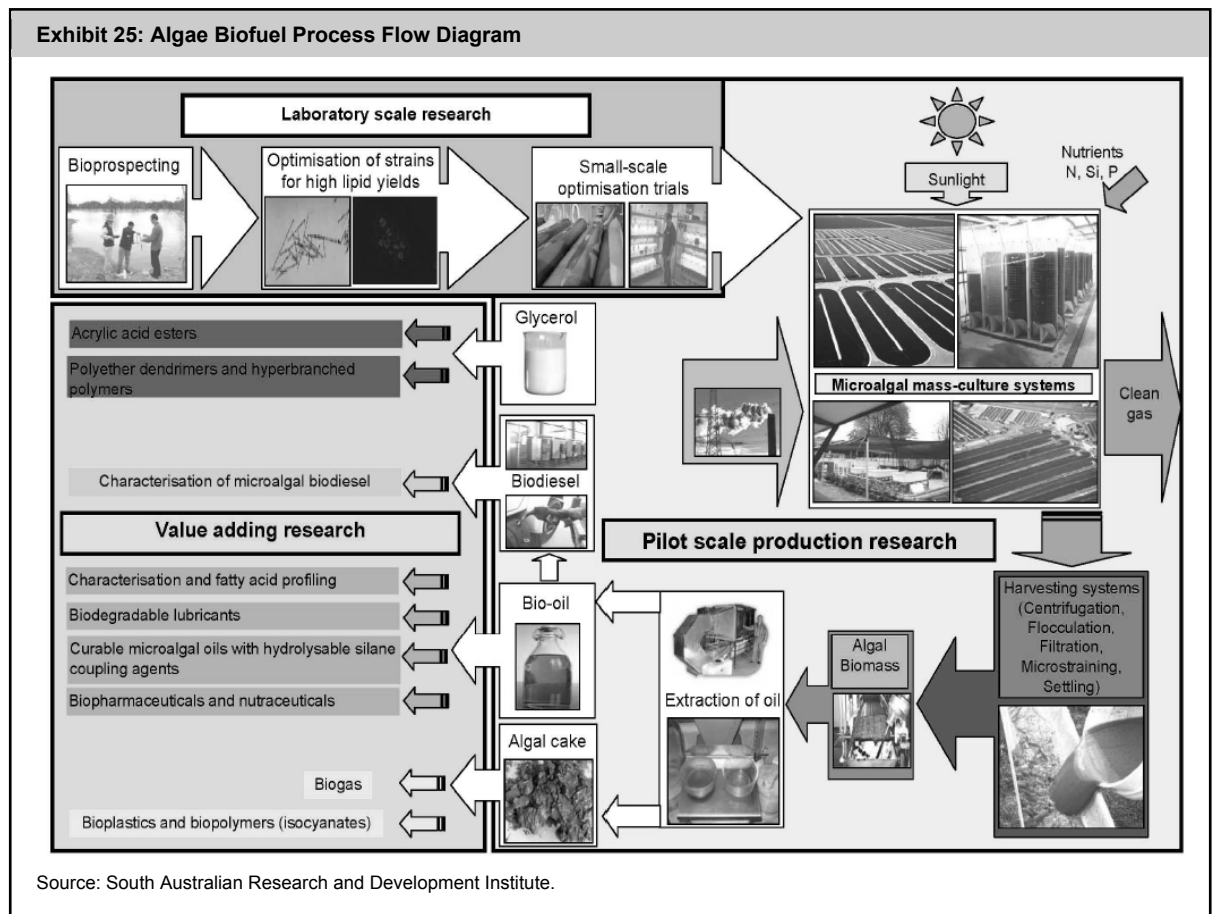 Exhibit 25: Algae Biofuel Process Flow Diagram
Laboratory scale research
Bioprospecting
Optimisation of strains
for high lipid yields
Small-scale
optimisation trials
Sunlight
Nutrients
N, Si, P
Microalgal mass-culture systems
Clean
gas
Acrylic acid esters
Polyether dendrimers and hyperbranched
polymers
Characterisation of microalgal biodiesel
Value adding research
Characterisation and fatty acid profiling
Biodegradable lubricants
Curable microalgal oils with hydrolysable silane
coupling agents
Biopharmaceuticals and nutraceuticals
Biogas
Bioplastics and biopolymers (isocyanates)
Glycerol
Biodiesel
Bio-oil
Algal cake
Pilot scale production research
Extraction of oil
Algal
Biomass
Harvesting systems
(Centrifugation,
Flocculation,
Filtration,
Microstraining,
Settling)
Source: South Australian Research and Development Institute.